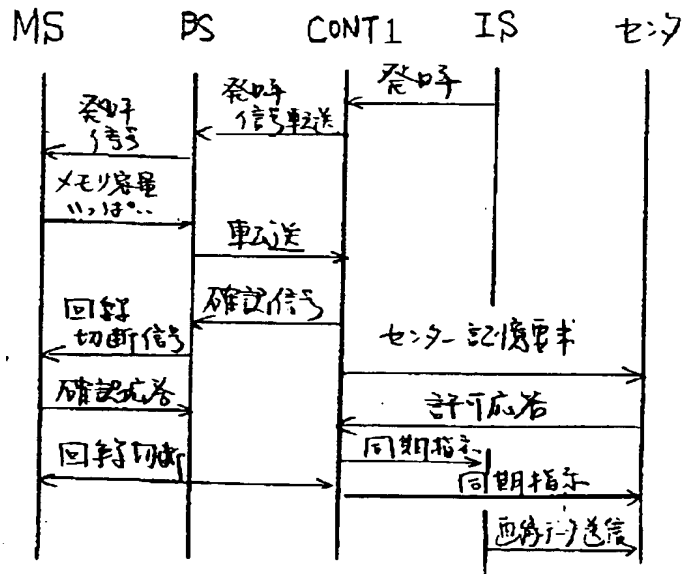 MS BS CONT1 IS センタ
発呼
発呼
信号転送
発呼
信号
メモリ容量
いっぱい
転送
確認信号
回線
切断信号
センター記憶要求
確認応答
許可応答
同期指示
回線切断
同期指示
画像データ送信